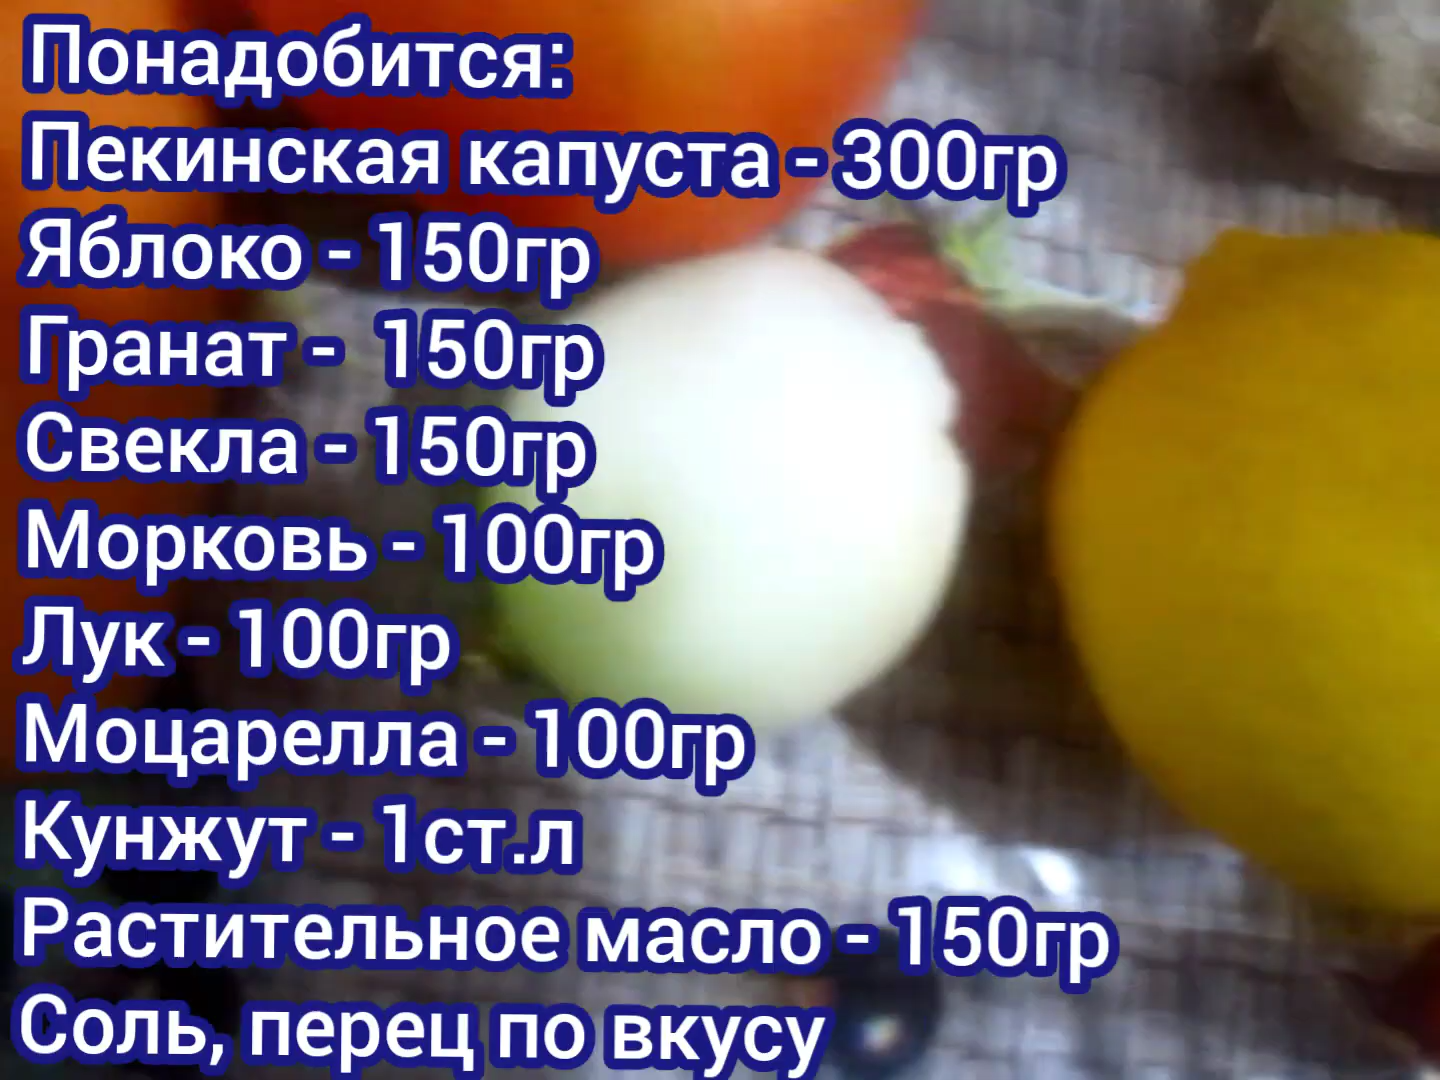 Понадобится:
Пекинская капуста - 300гр
Яблоко - 150гр
Гранат - 150гр
Свекла - 150гр
Морковь - 100гр
Лук - 100гр
Моцарелла - 100гр
Кунжут - 1ст.л
Растительное масло - 150гр
Соль, перец по вкусу